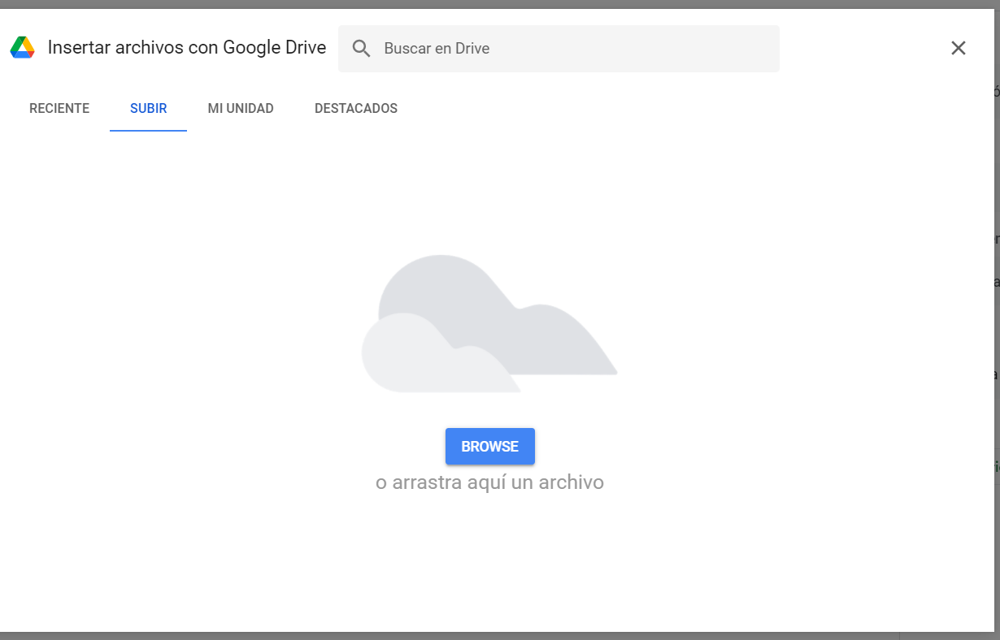 Insertar archivos con Google Drive
Buscar en Drive
RECIENTE
SUBIR
MI UNIDAD
DESTACADOS
BROWSE
o arrastra aquí un archivo